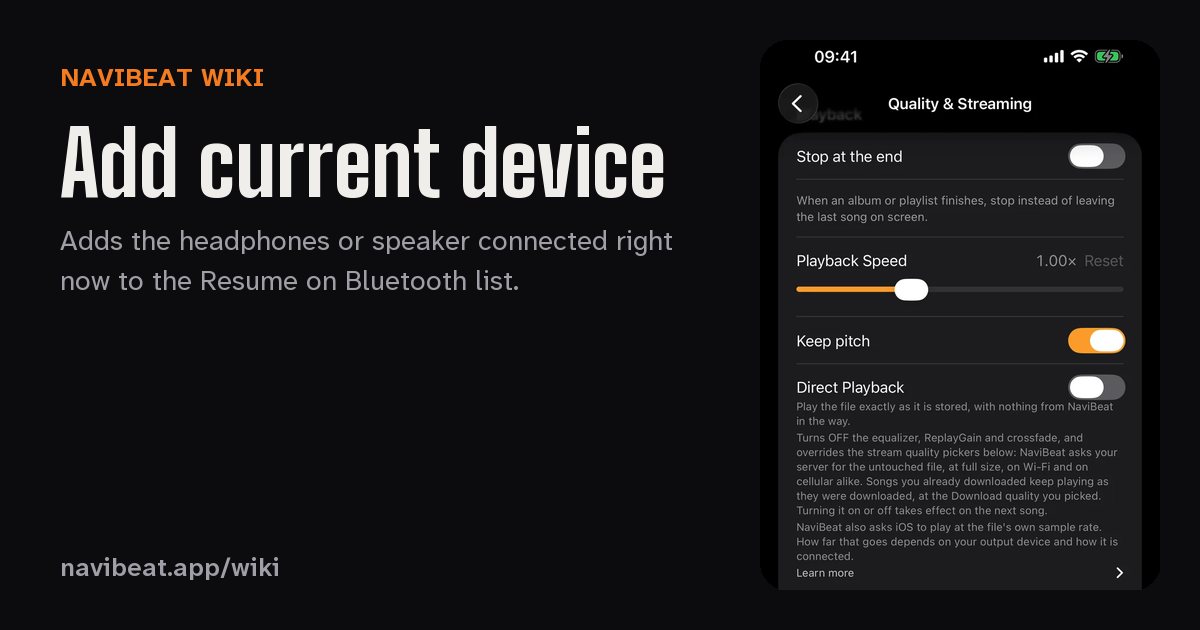 NAVIBEAT WIKI
Add current device
Adds the headphones or speaker connected right
now to the Resume on Bluetooth list.
navibeat.app/wiki
09:41
Quality & Streaming
Stop at the end
When an album or playlist finishes, stop instead of leaving
the last song on screen.
Playback Speed 1.00× Reset
Keep pitch
Direct Playback
Play the file exactly as it is stored, with nothing from NaviBeat
in the way.
Turns OFF the equalizer, ReplayGain and crossfade, and
overrides the stream quality pickers below: NaviBeat asks your
server for the untouched file, at full size, on Wi-Fi and on
cellular alike. Songs you already downloaded keep playing as
they were downloaded, at the Download quality you picked.
Turning it on or off takes effect on the next song.
NaviBeat also asks iOS to play at the file's own sample rate.
How far that goes depends on your output device and how it is
connected.
Learn more